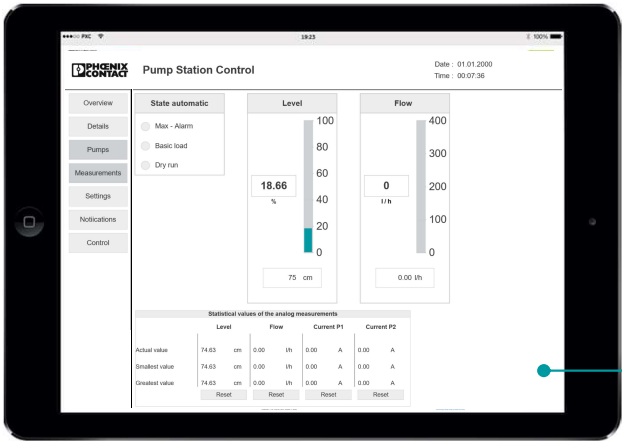 PXC 19:23 100%
PHŒNIX CONTACT
Pump Station Control
Date : 01.01.2000
Time : 00:07:36
Overview
Details
Pumps
Measurements
Settings
Notiications
Control
State automatic
Max - Alarm
Basic load
Dry run
Level
100
80
60
40
20
0
18.66
%
75 cm
Flow
400
300
200
100
0
0
l / h
0.00 l/h
Statistical values of the analog measurements
Level Flow Current P1 Current P2
Actual value 74.63 cm 0.00 l/h 0.00 A 0.00 A
Smallest value 74.63 cm 0.00 l/h 0.00 A 0.00 A
Greatest value 74.63 cm 0.00 l/h 0.00 A 0.00 A
Reset Reset Reset Reset